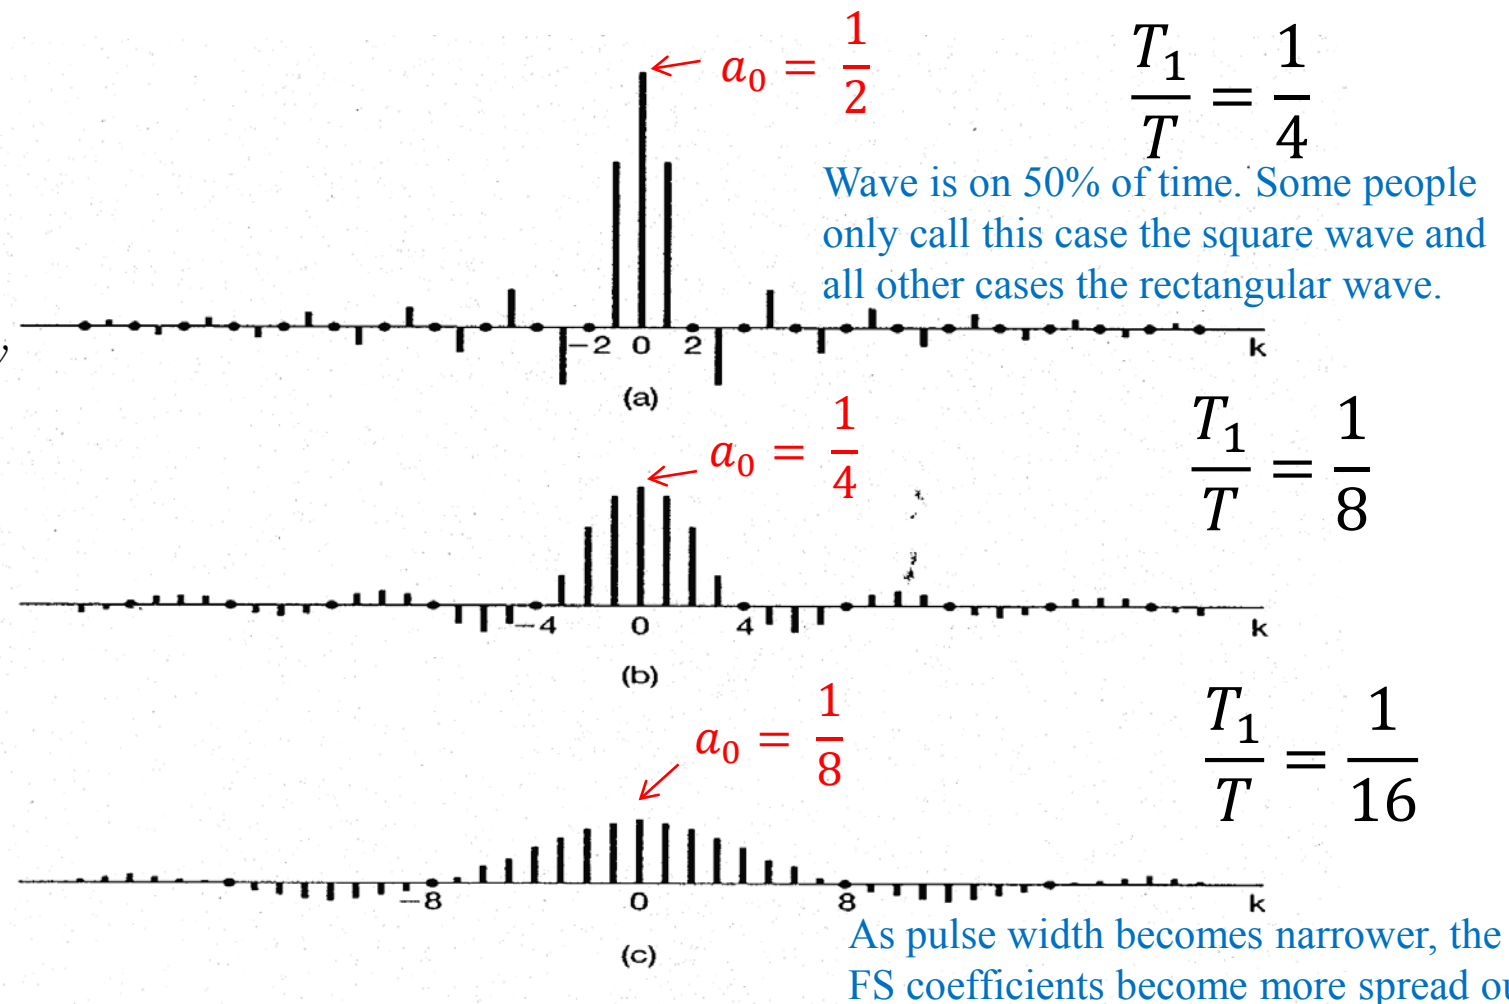 a₀ = 1/2
T₁/T = 1/4
Wave is on 50% of time. Some people
only call this case the square wave and
all other cases the rectangular wave.
,
−2 0 2 k
(a)
a₀ = 1/4
T₁/T = 1/8
−4 0 4 k
(b)
a₀ = 1/8
T₁/T = 1/16
−8 0 8 k
(c)
As pulse width becomes narrower, the
FS coefficients become more spread ou